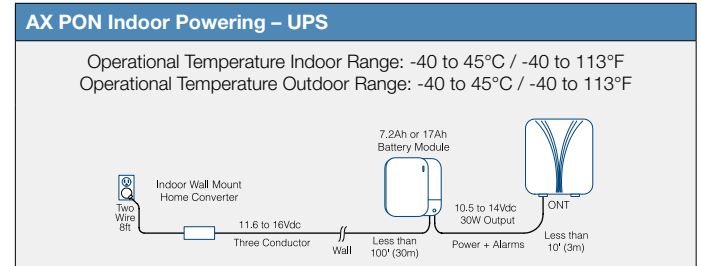 AX PON Indoor Powering – UPS
Operational Temperature Indoor Range: -40 to 45°C / -40 to 113°F
Operational Temperature Outdoor Range: -40 to 45°C / -40 to 113°F
7.2Ah or 17Ah
Battery Module
Indoor Wall Mount
Home Converter
Two
Wire
8ft
11.6 to 16Vdc
Three Conductor
Wall
Less than
100' (30m)
10.5 to 14Vdc
30W Output
Power + Alarms
ONT
Less than
10' (3m)